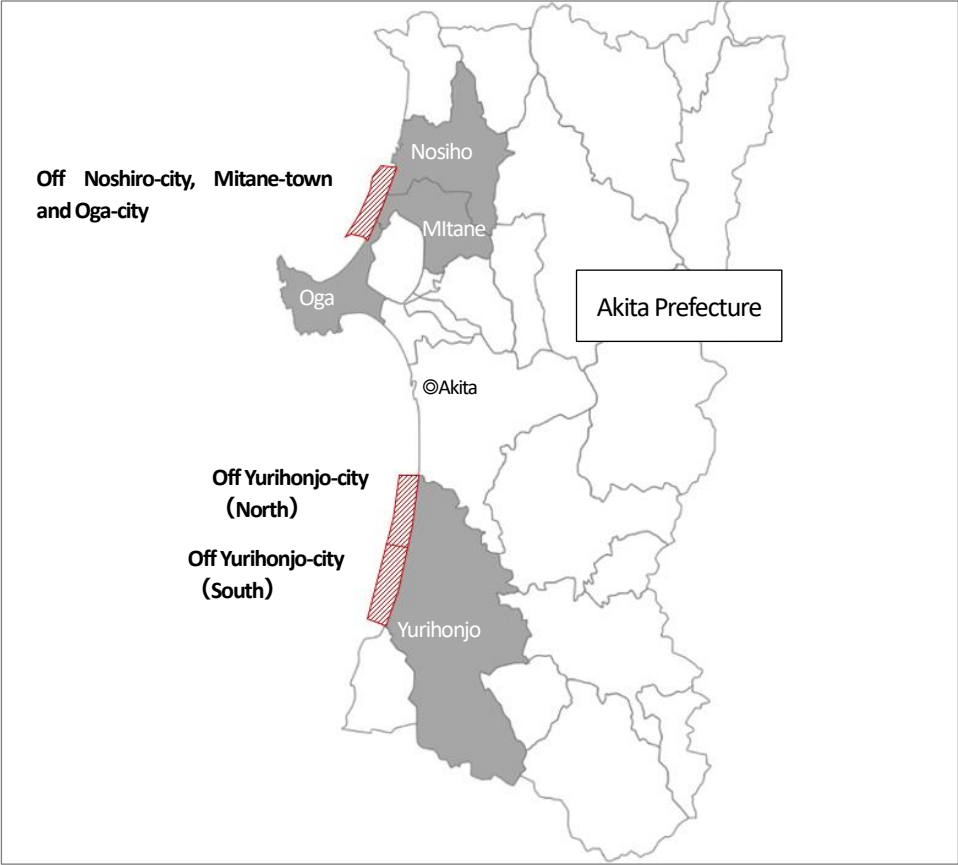 Nosiho
Off Noshiro-city, Mitane-town
and Oga-city
MItane
Oga
Akita Prefecture
◎Akita
Off Yurihonjo-city
（North）
Off Yurihonjo-city
（South）
Yurihonjo